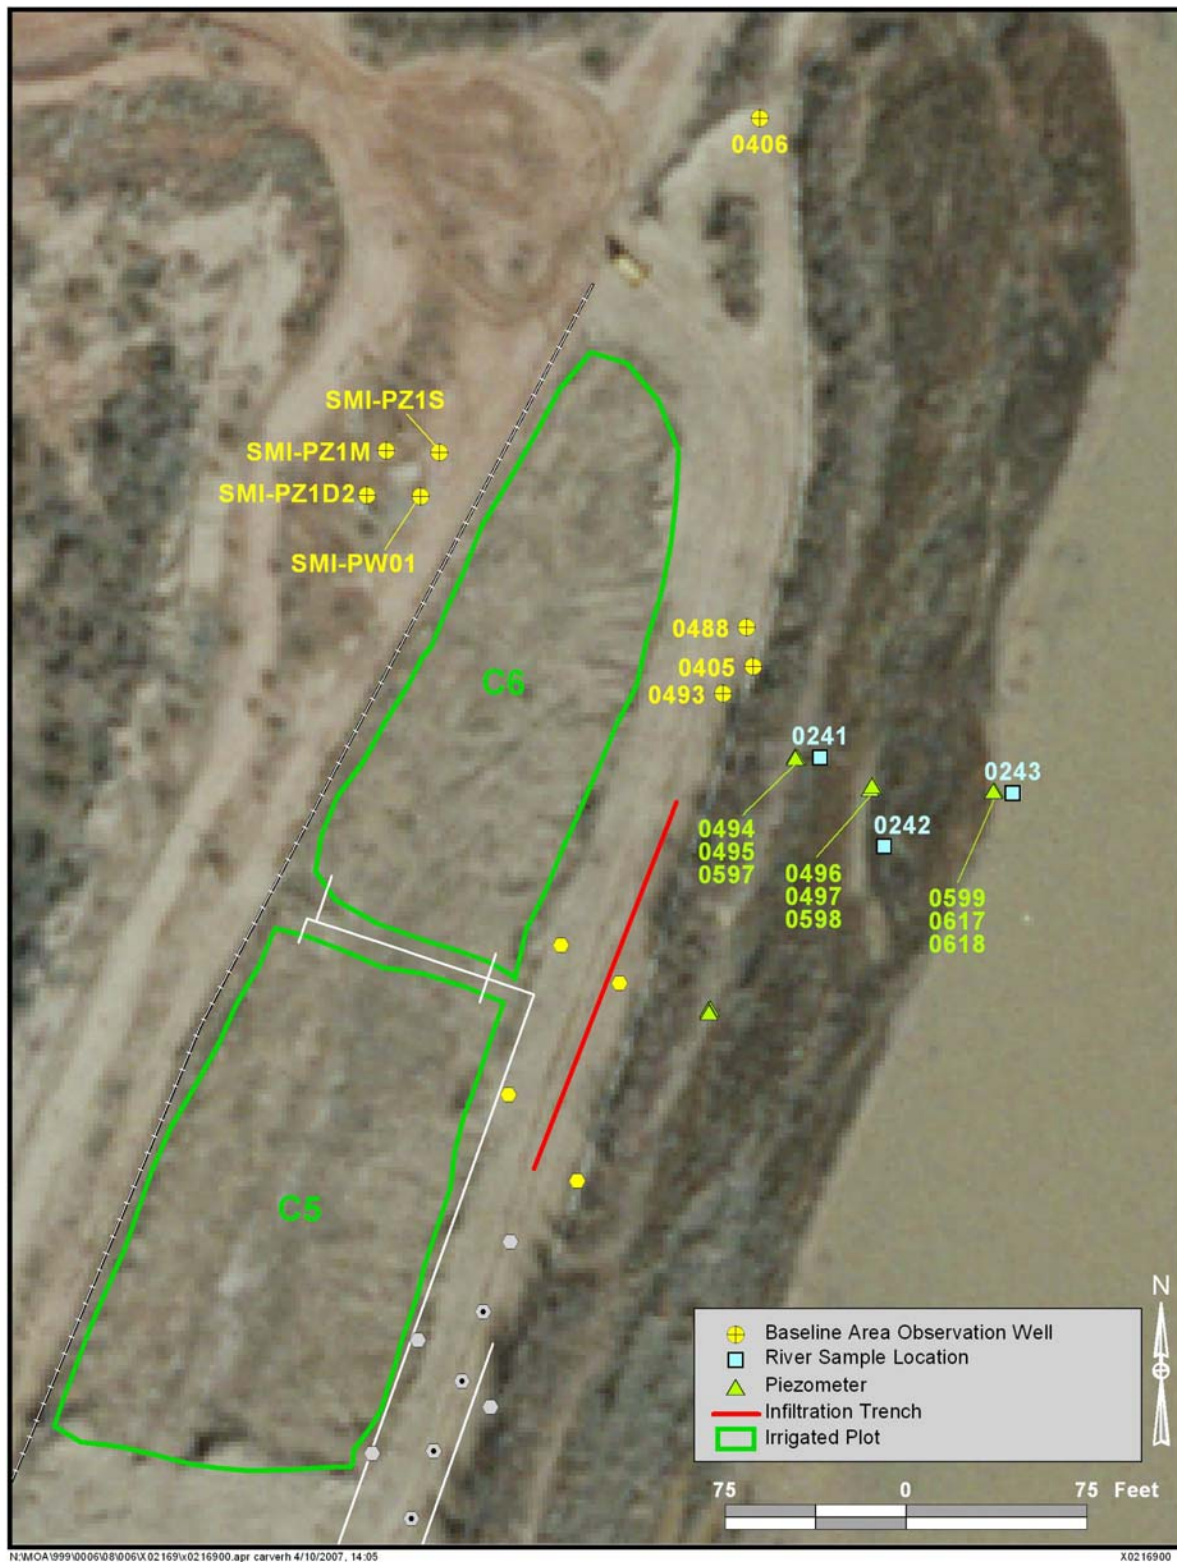 0406
SMI-PZ1S
SMI-PZ1M
SMI-PZ1D2
SMI-PW01
0488
0405
0493
C6
0241
0243
0242
0494
0495
0597
0496
0497
0598
0599
0617
0618
C5
N
Baseline Area Observation Well
River Sample Location
Piezometer
Infiltration Trench
Irrigated Plot
75 0 75 Feet
N:\MOA\999\0006\08\006\X02169\x0216900.apr carverh 4/10/2007, 14:05
X0216900